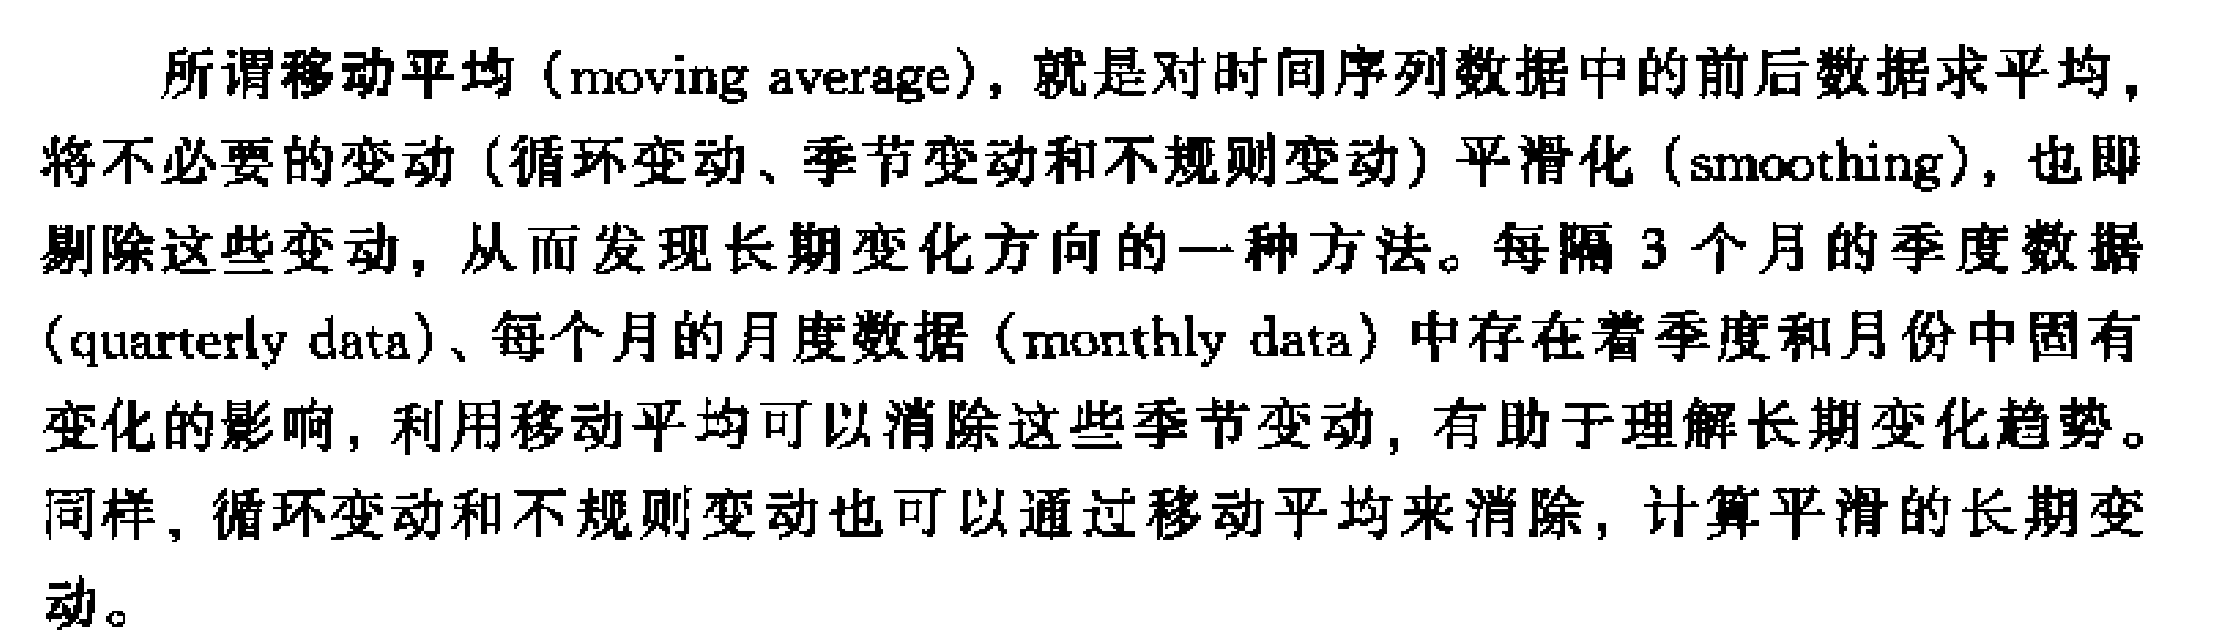 所谓移动平均（moving average），就是对时间序列数据中的前后数据求平均，
将不必要的变动（循环变动、季节变动和不规则变动）平滑化（smoothing），也即
剔除这些变动，从而发现长期变化方向的一种方法。每隔 3 个月的季度数据
（quarterly data）、每个月的月度数据（monthly data）中存在着季度和月份中固有
变化的影响，利用移动平均可以消除这些季节变动，有助于理解长期变化趋势。
同样，循环变动和不规则变动也可以通过移动平均来消除，计算平滑的长期变
动。